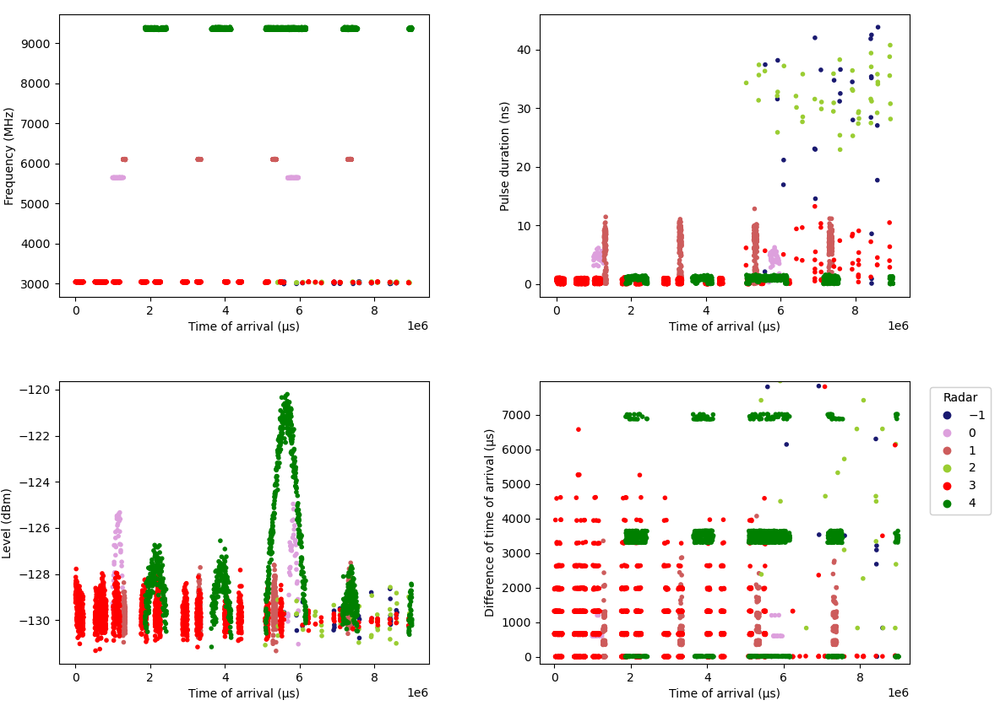 9000
8000
7000
6000
5000
4000
3000
Frequency (MHz)
0 2 4 6 8
1e6
Time of arrival (µs)
40
30
20
10
0
Pulse duration (ns)
0 2 4 6 8
1e6
Time of arrival (µs)
−120
−122
−124
−126
−128
−130
Level (dBm)
0 2 4 6 8
1e6
Time of arrival (µs)
7000
6000
5000
4000
3000
2000
1000
0
Difference of time of arrival (µs)
0 2 4 6 8
1e6
Time of arrival (µs)
Radar
−1
0
1
2
3
4